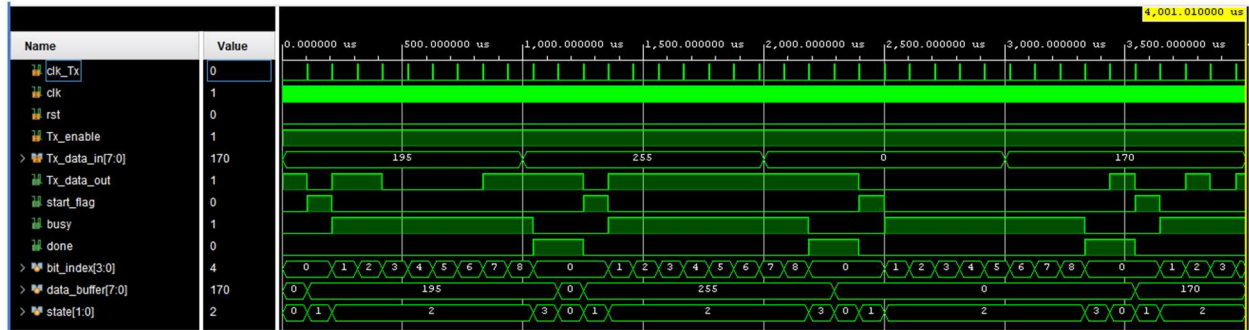 4,001.010000 us
Name Value 0.000000 us 500.000000 us 1,000.000000 us 1,500.000000 us 2,000.000000 us 2,500.000000 us 3,000.000000 us 3,500.000000 us
clk_Tx 0
clk 1
rst 0
Tx_enable 1
Tx_data_in[7:0] 170 195 255 0 170
Tx_data_out 1
start_flag 0
busy 1
done 0
bit_index[3:0] 4 0 1 2 3 4 5 6 7 8 0 1 2 3 4 5 6 7 8 0 1 2 3 4 5 6 7 8 0 1 2 3
data_buffer[7:0] 170 0 195 0 255 0 170
state[1:0] 2 0 1 2 3 0 1 2 3 0 1 2 3 0 1 2